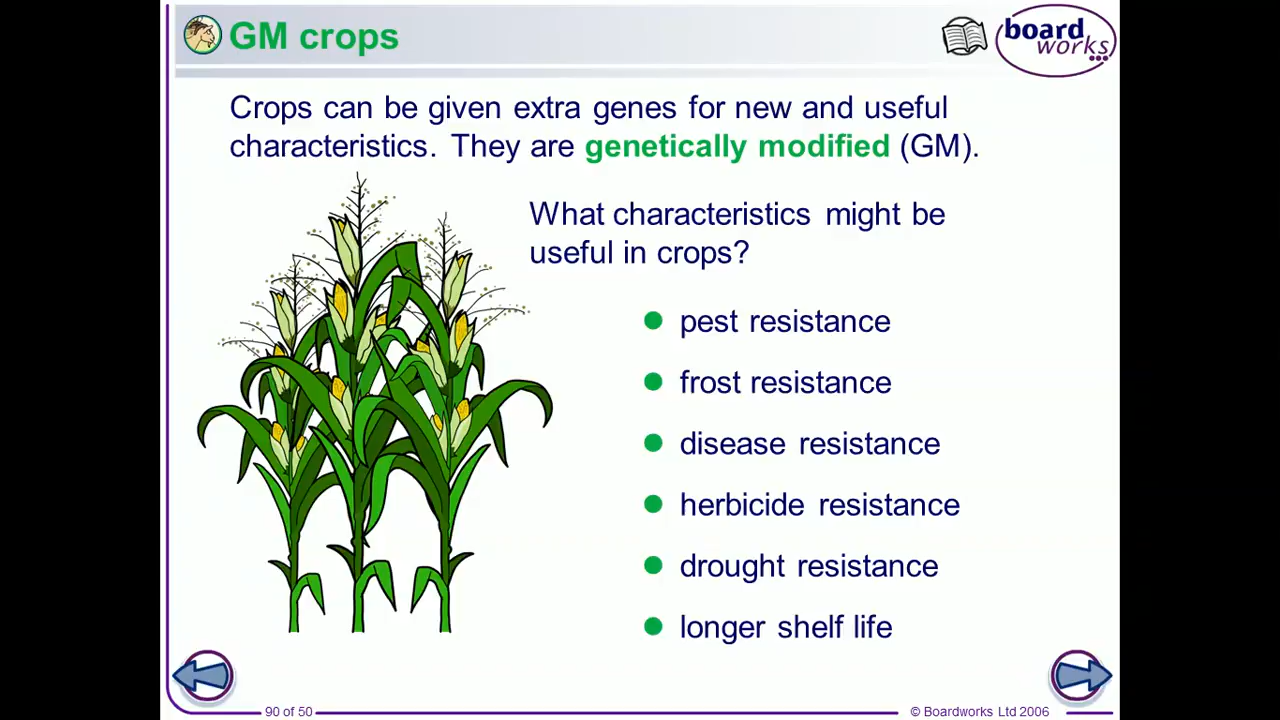 GM crops
board
works
Crops can be given extra genes for new and useful
characteristics. They are genetically modified (GM).
What characteristics might be
useful in crops?
pest resistance
frost resistance
disease resistance
herbicide resistance
drought resistance
longer shelf life
90 of 50
© Boardworks Ltd 2006